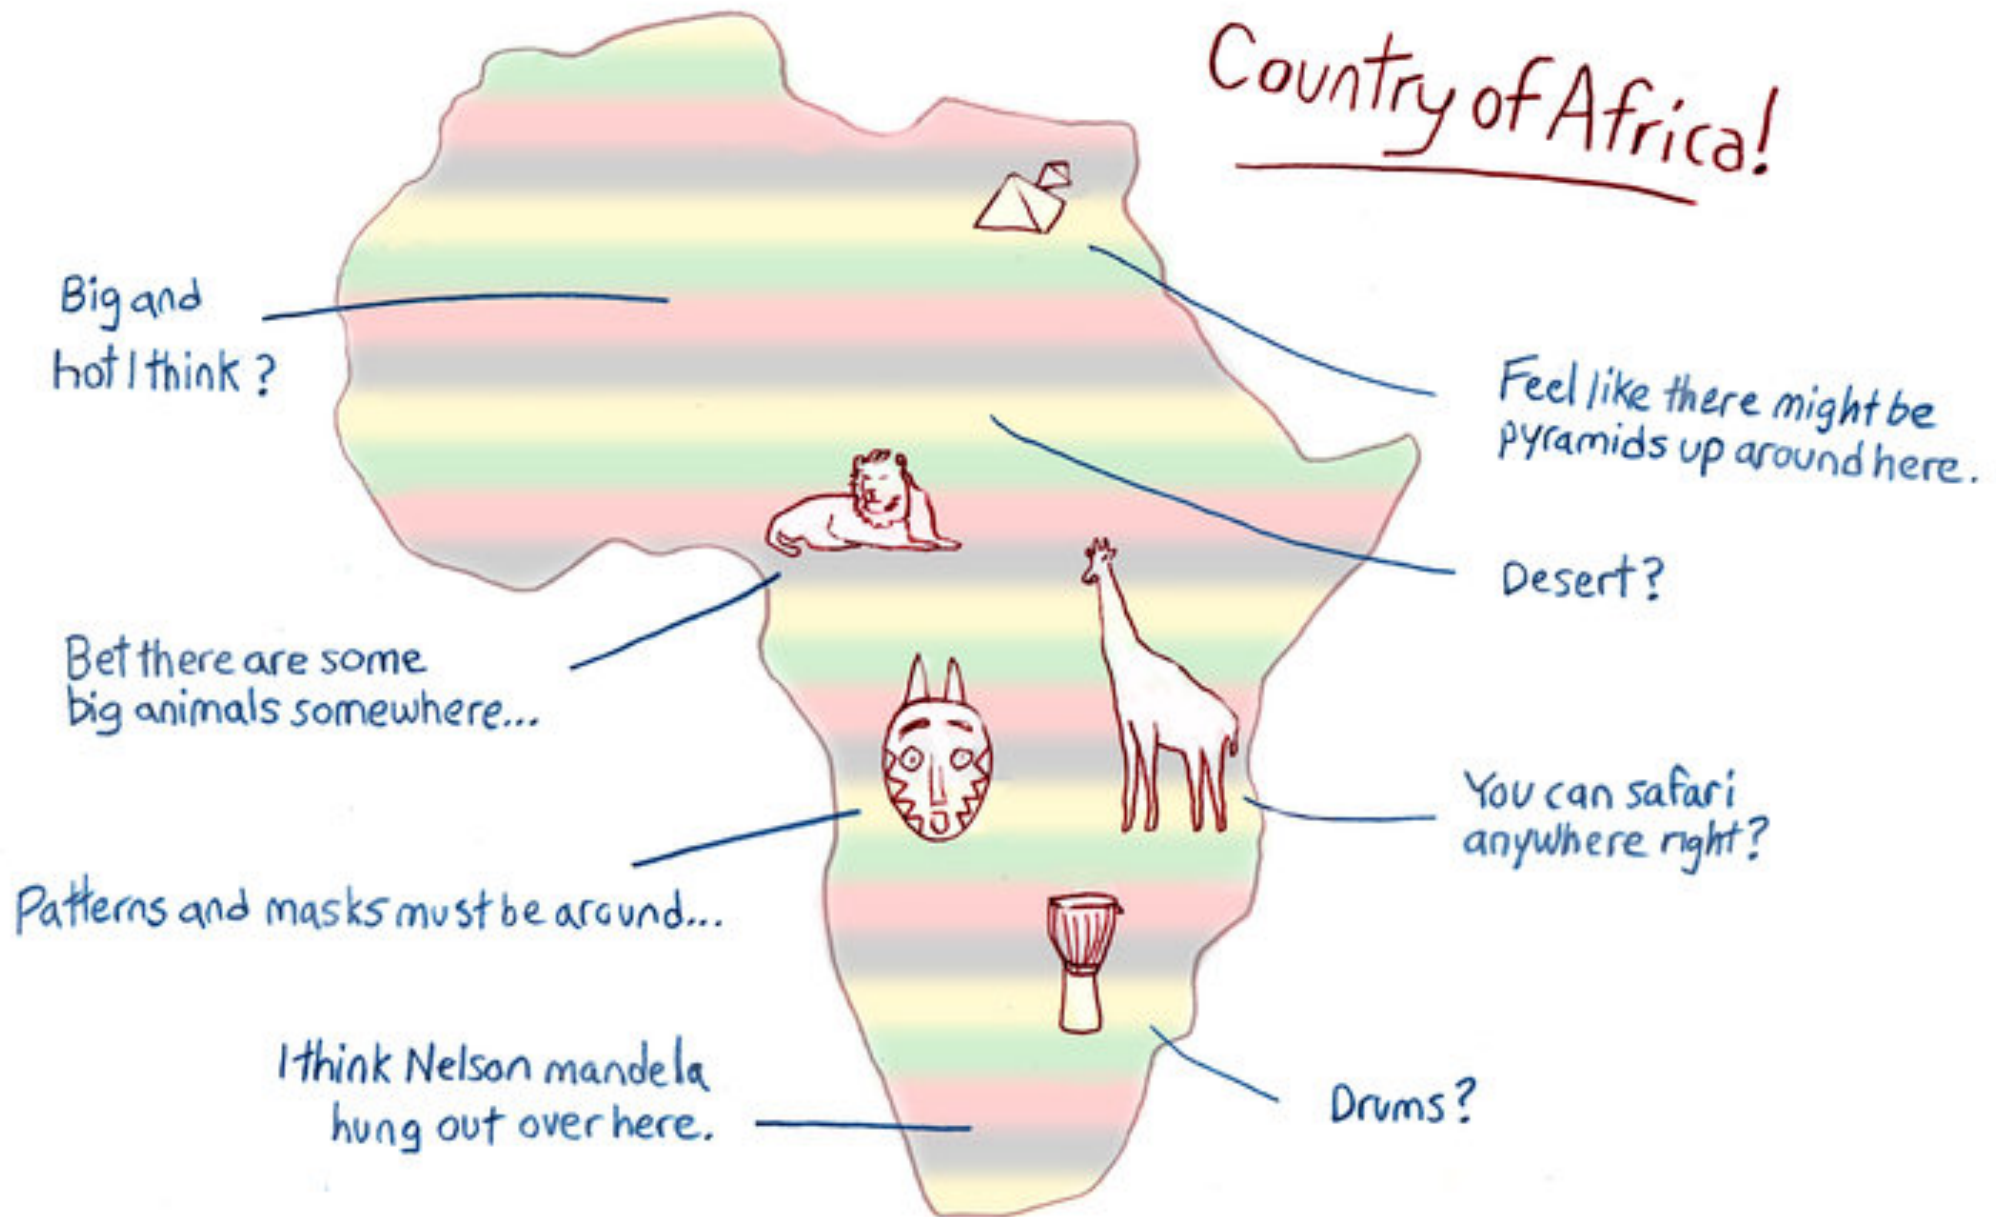 Country of Africa!
Big and
hot I think?
Feel like there might be
pyramids up around here.
Desert?
Bet there are some
big animals somewhere...
You can safari
anywhere right?
Patterns and masks must be around...
I think Nelson mandela
hung out over here.
Drums?